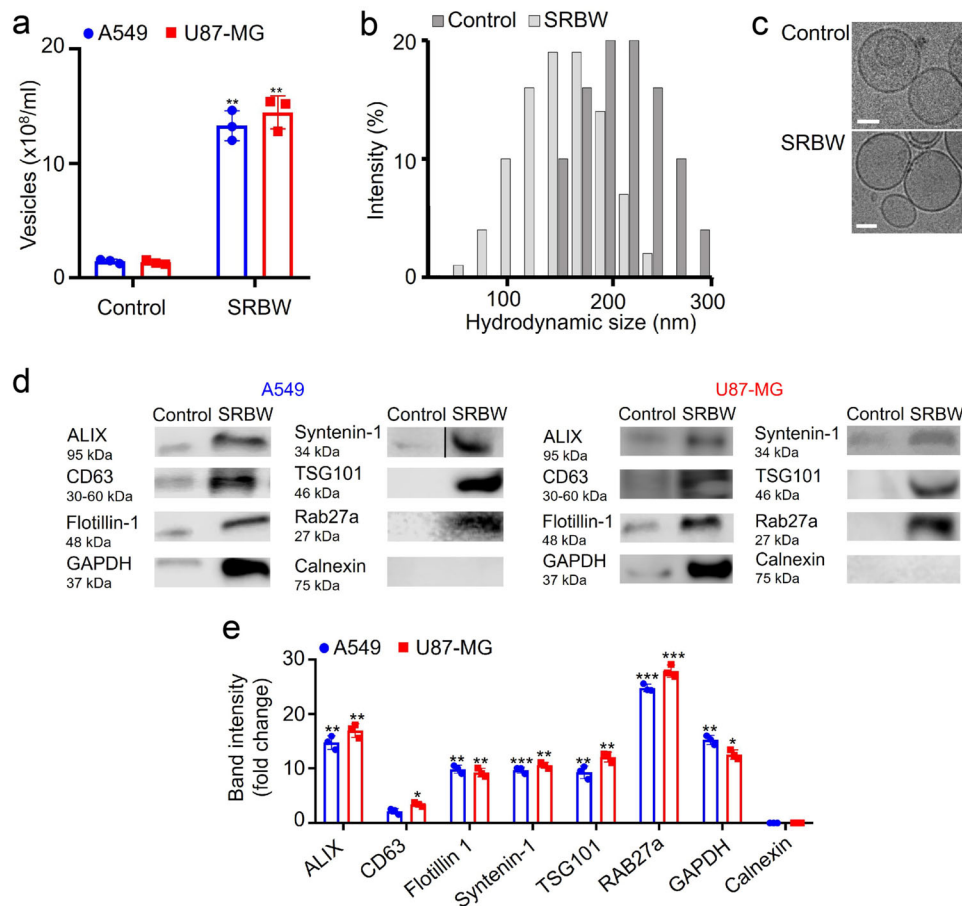 a
A549
U87-MG
20
10
0
Vesicles (x10⁸/ml)
**
**
Control
SRBW
b
Control
SRBW
20
10
0
Intensity (%)
100
200
300
Hydrodynamic size (nm)
c
Control
SRBW
d
A549
Control SRBW
ALIX
95 kDa
CD63
30-60 kDa
Flotillin-1
48 kDa
GAPDH
37 kDa
Control SRBW
Syntenin-1
34 kDa
TSG101
46 kDa
Rab27a
27 kDa
Calnexin
75 kDa
U87-MG
Control SRBW
ALIX
95 kDa
CD63
30-60 kDa
Flotillin-1
48 kDa
GAPDH
37 kDa
Control SRBW
Syntenin-1
34 kDa
TSG101
46 kDa
Rab27a
27 kDa
Calnexin
75 kDa
e
A549
U87-MG
30
20
10
0
Band intensity
(fold change)
**
**
*
**
**
***
**
**
**
***
***
**
*
ALIX
CD63
Flotillin 1
Syntenin-1
TSG101
RAB27a
GAPDH
Calnexin